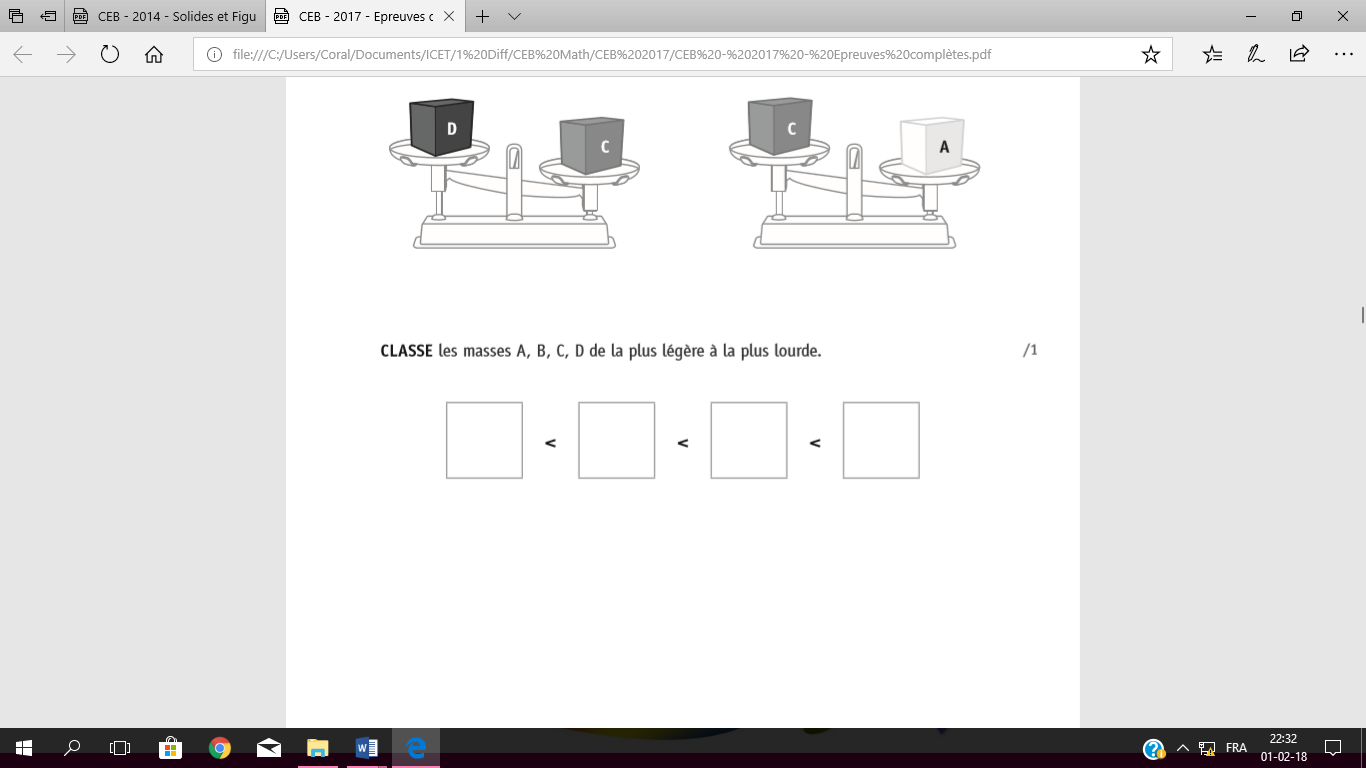 CEB - 2014 - Solides et Figu
CEB - 2017 - Epreuves c
file:///C:/Users/Coral/Documents/ICET/1%20Diff/CEB%20Math/CEB%202017/CEB%20-%202017%20-%20Epreuves%20complètes.pdf
D C C A
CLASSE les masses A, B, C, D de la plus légère à la plus lourde. /1
< < <
FRA
22:32
01-02-18